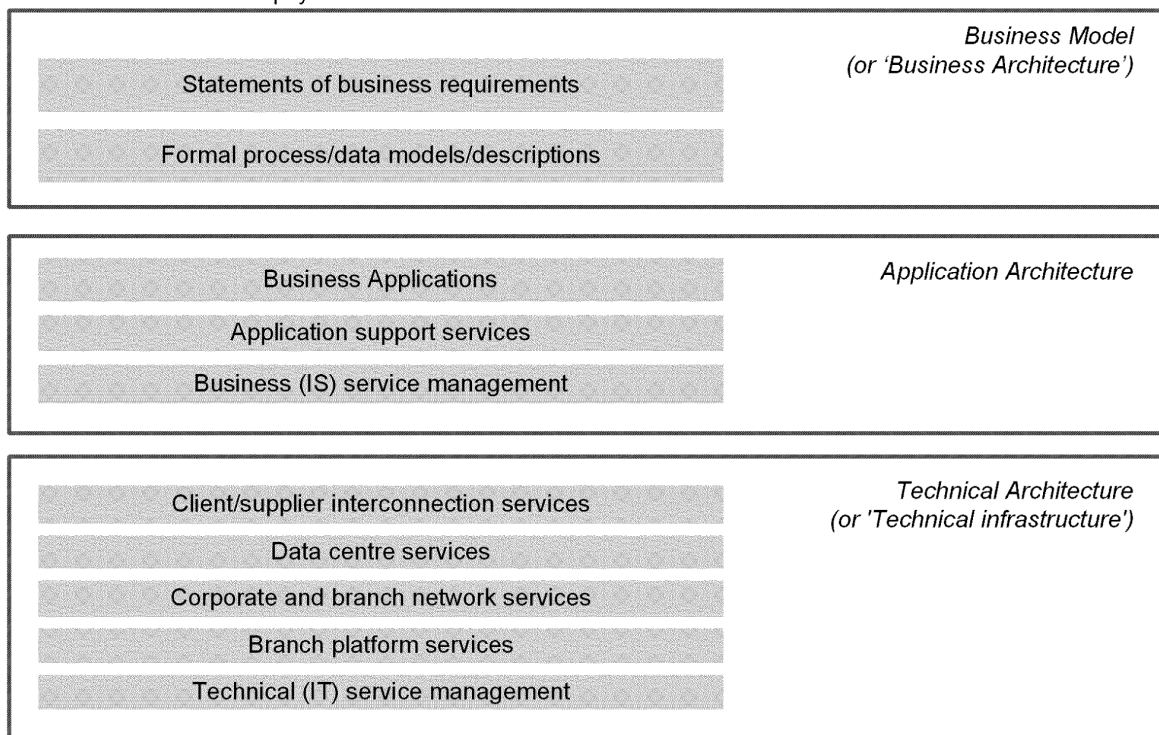 Business Model
(or ‘Business Architecture’)
Statements of business requirements
Formal process/data models/descriptions
Business Applications
Application Architecture
Application support services
Business (IS) service management
Client/supplier interconnection services
Technical Architecture
(or 'Technical infrastructure')
Data centre services
Corporate and branch network services
Branch platform services
Technical (IT) service management